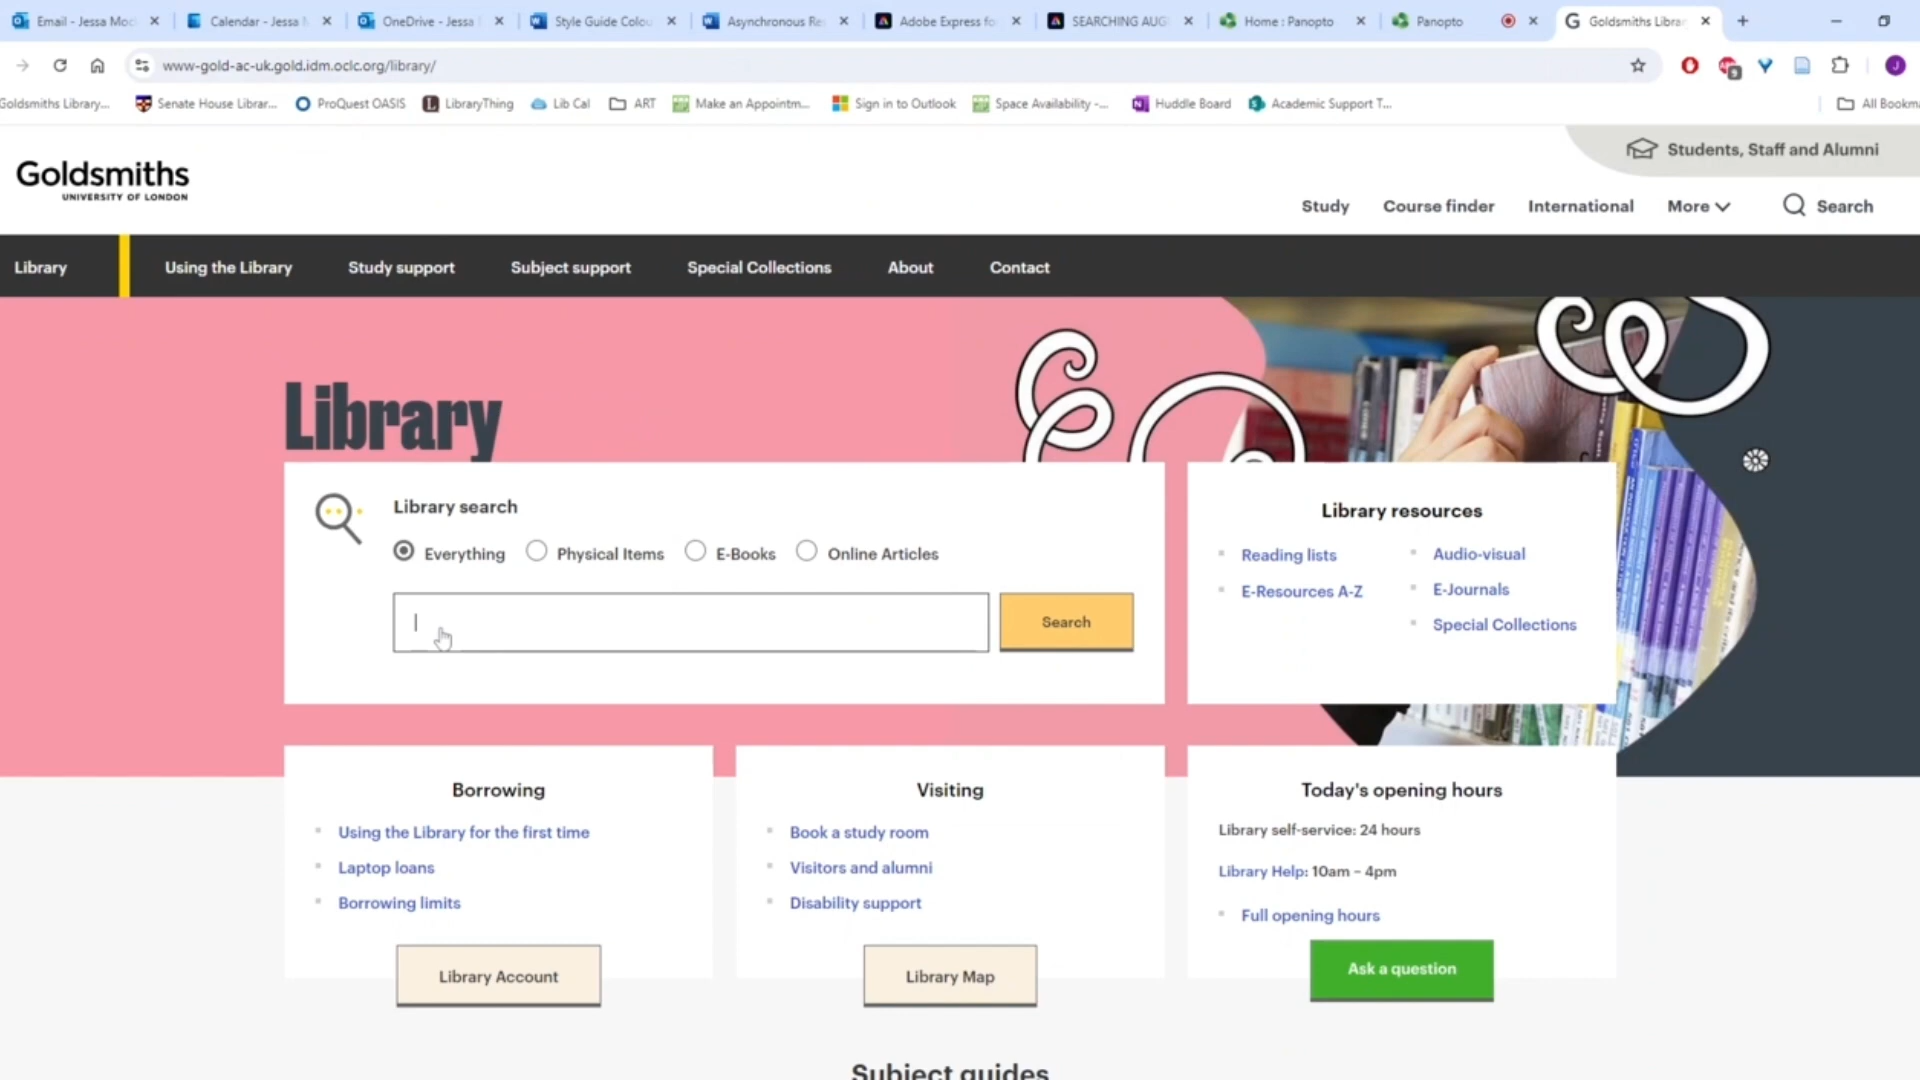 Email - Jessa Moc
Calendar - Jessa M
OneDrive - Jessa
Style Guide Colou
Asynchronous Re
Adobe Express fo
SEARCHING AUG
Home : Panopto
Panopto
Goldsmiths Librar
www-gold-ac-uk.gold.idm.oclc.org/library/
J
Goldsmiths Library...
Senate House Librar...
ProQuest OASIS
LibraryThing
Lib Cal
ART
Make an Appointm...
Sign in to Outlook
Space Availability -...
Huddle Board
Academic Support T...
All Bookma
Students, Staff and Alumni
Goldsmiths
UNIVERSITY OF LONDON
Study
Course finder
International
More
Search
Library
Using the Library
Study support
Subject support
Special Collections
About
Contact
Library
Library search
Everything
Physical Items
E-Books
Online Articles
Search
Library resources
Reading lists
E-Resources A-Z
Audio-visual
E-Journals
Special Collections
Borrowing
Using the Library for the first time
Laptop loans
Borrowing limits
Library Account
Visiting
Book a study room
Visitors and alumni
Disability support
Library Map
Today's opening hours
Library self-service: 24 hours
Library Help: 10am – 4pm
Full opening hours
Ask a question
Subject guides